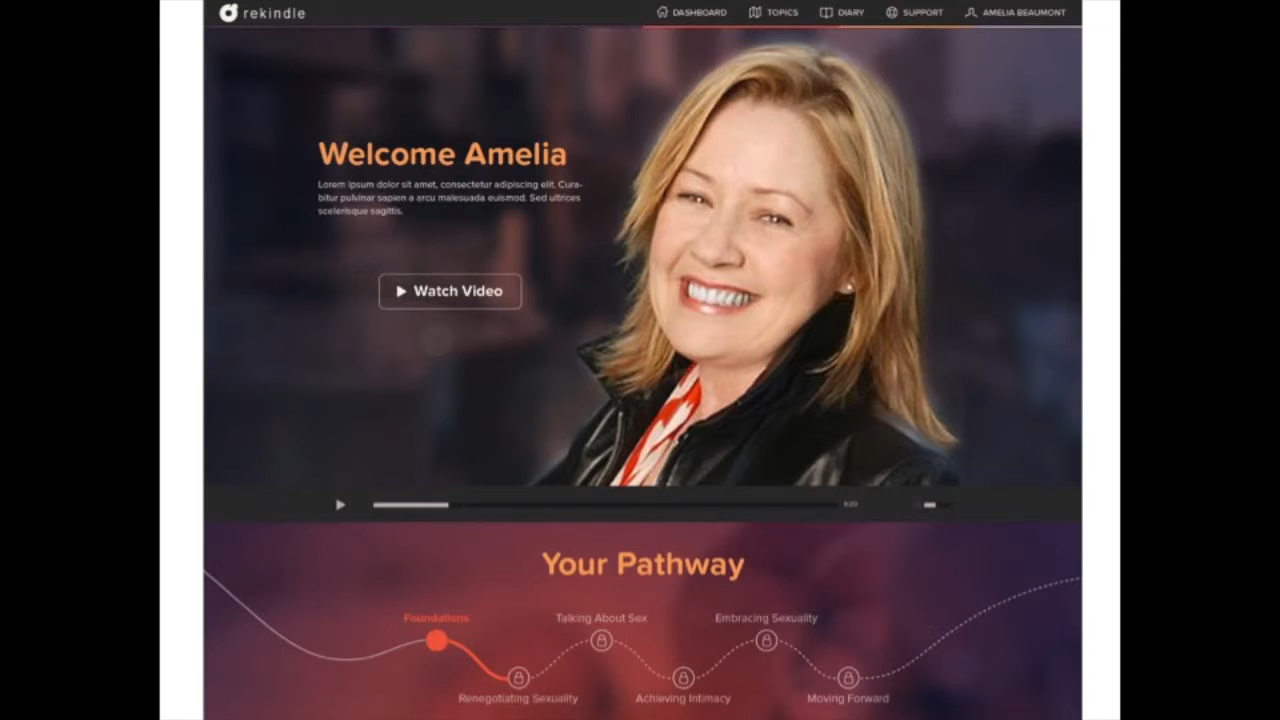 rekindle
DASHBOARD TOPICS DIARY SUPPORT AMELIA BEAUMONT
Welcome Amelia
Lorem ipsum dolor sit amet, consectetur adipiscing elit. Cura-
bitur pulvinar sapien a arcu malesuada euismod. Sed ultrices
scelerisque sagittis.
Watch Video
Your Pathway
Foundations
Talking About Sex
Embracing Sexuality
Renegotiating Sexuality
Achieving Intimacy
Moving Forward